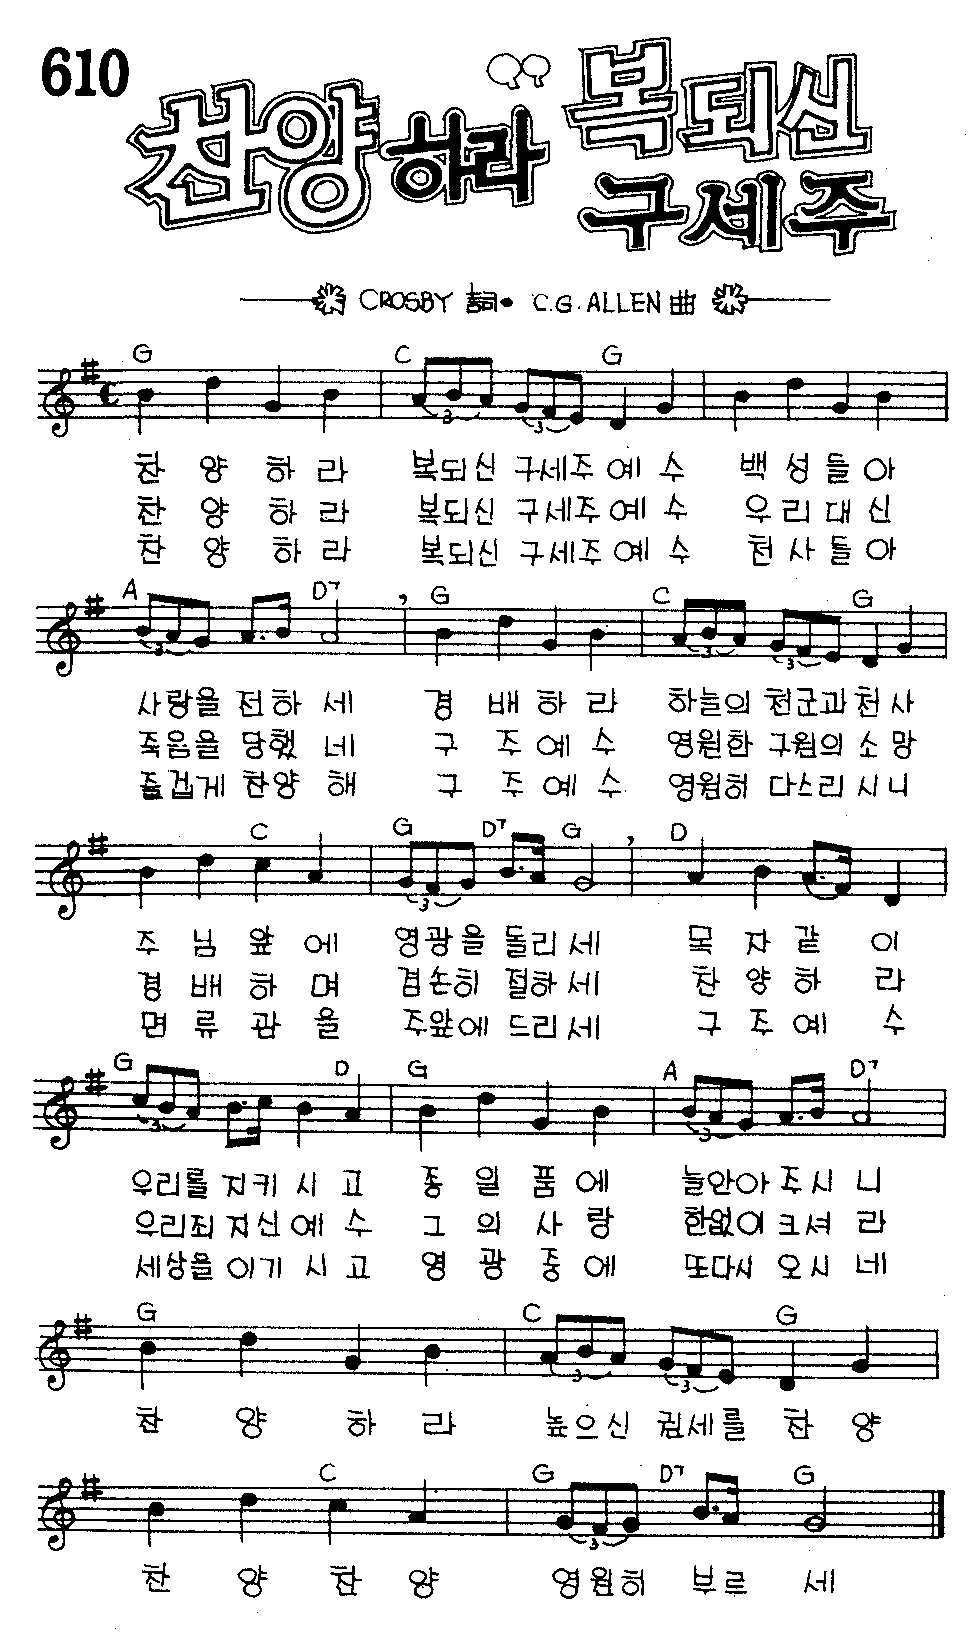 610
찬양하라 복되신
구세주
CROSBY 詞 • C.G. ALLEN 曲
G C G
3 3
찬 양 하 라 복되신 구세주 예 수 백 성 들 아
찬 양 하 라 복되신 구세주 예 수 우 리 대 신
찬 양 하 라 복되신 구세주 예 수 천 사 들 아
A D7 G C G
3 3 3
사랑을 전하 세 경 배 하 라 하늘의 천군과 천 사
죽음을 당했 네 구 주 예 수 영원한 구원의 소 망
즐겁게 찬양 해 구 주 예 수 영원히 다스리 시 니
C G D7 G D
3
주 님 앞 에 영광을 돌리 세 목 자 같 이
경 배 하 며 겸손히 절하 세 찬 양 하 라
면 류 관 을 주앞에 드리 세 구 주 예 수
G D G A D7
3 3
우리를 지키 시 고 종 일 품 에 늘안아 주시 니
우리죄 지신 예 수 그 의 사 랑 한없이 크셔 라
세상을 이기 시 고 영 광 중 에 또다시 오시 네
G C G
3 3
찬 양 하 라 높으신 권세를 찬 양
C G D7 G
3
찬 양 찬 양 영원히 부르 세